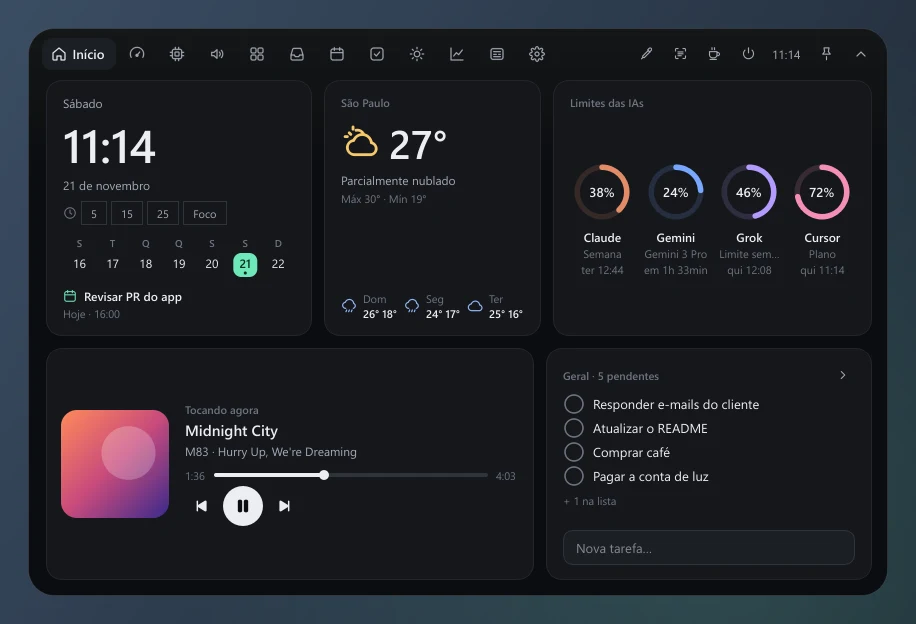 Início
11:14
Sábado
11:14
21 de novembro
5 15 25 Foco
S T Q Q S S D
16 17 18 19 20 21 22
Revisar PR do app
Hoje · 16:00
São Paulo
27°
Parcialmente nublado
Máx 30° · Mín 19°
Dom Seg Ter
26° 18° 24° 17° 25° 16°
Limites das IAs
38% 24% 46% 72%
Claude Gemini Grok Cursor
Semana Gemini 3 Pro Limite sem... Plano
ter 12:44 em 1h 33min qui 12:08 qui 11:14
Tocando agora
Midnight City
M83 · Hurry Up, We're Dreaming
1:36 4:03
Geral · 5 pendentes
Responder e-mails do cliente
Atualizar o README
Comprar café
Pagar a conta de luz
+ 1 na lista
Nova tarefa...